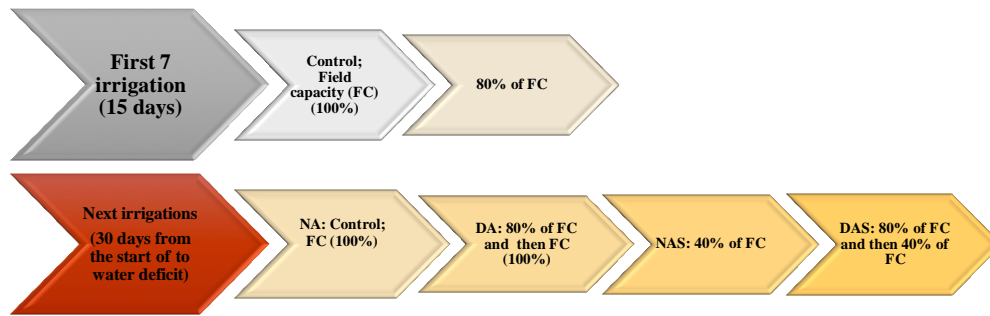 First 7
irrigation
(15 days)
Control;
Field
capacity (FC)
(100%)
80% of FC
Next irrigations
(30 days from
the start of to
water deficit)
NA: Control;
FC (100%)
DA: 80% of FC
and then FC
(100%)
NAS: 40% of FC
DAS: 80% of FC
and then 40% of
FC